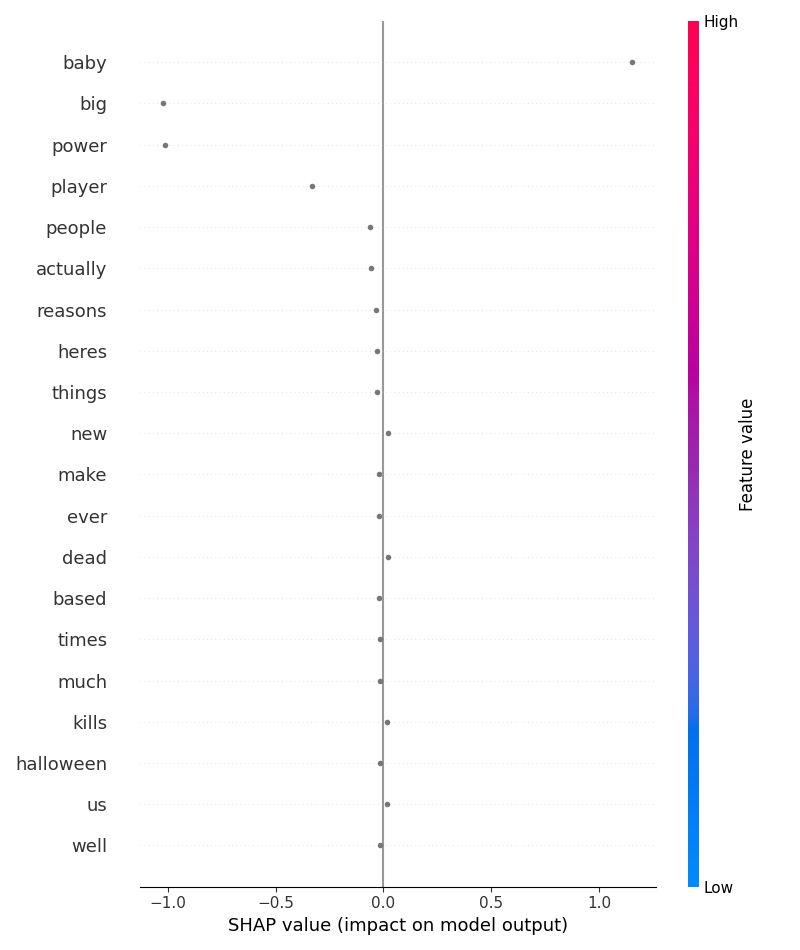 High
baby
big
power
player
people
actually
reasons
heres
things
new
make
ever
dead
based
times
much
kills
halloween
us
well
Feature value
Low
−1.0 −0.5 0.0 0.5 1.0
SHAP value (impact on model output)